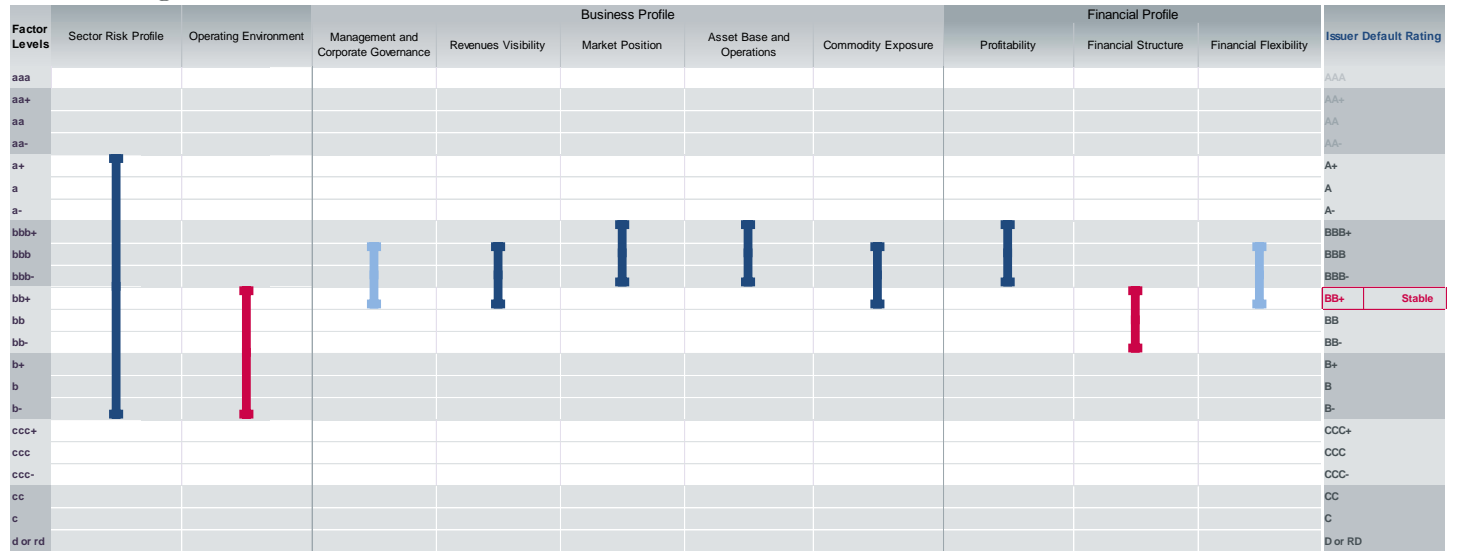 Business Profile
Financial Profile
Factor Levels
Sector Risk Profile
Operating Environment
Management and Corporate Governance
Revenues Visibility
Market Position
Asset Base and Operations
Commodity Exposure
Profitability
Financial Structure
Financial Flexibility
Issuer Default Rating
aaa AAA
aa+ AA+
aa AA
aa- AA-
a+ A+
a A
a- A-
bbb+ BBB+
bbb BBB
bbb- BBB-
bb+ BB+ Stable
bb BB
bb- BB-
b+ B+
b B
b- B-
ccc+ CCC+
ccc CCC
ccc- CCC-
cc CC
c C
d or rd D or RD